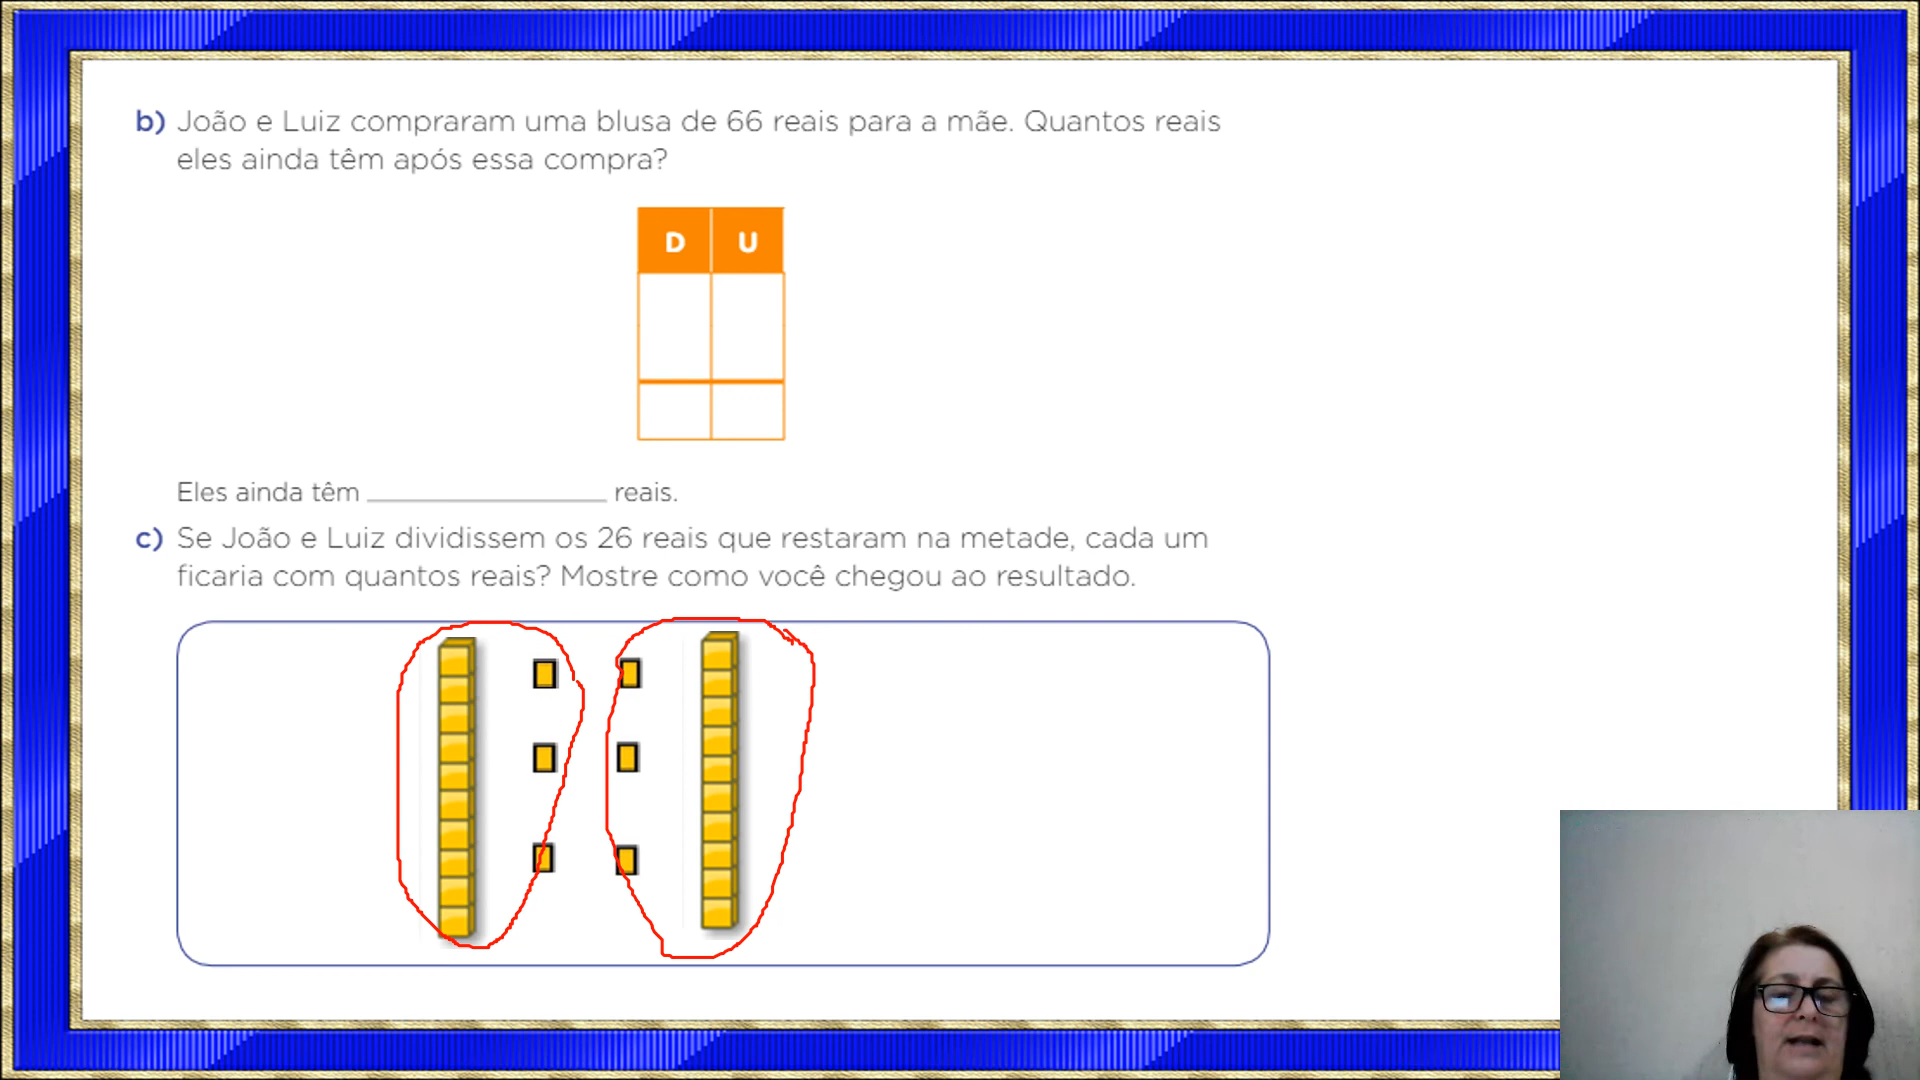 b) João e Luiz compraram uma blusa de 66 reais para a mãe. Quantos reais
eles ainda têm após essa compra?
D U
Eles ainda têm ________________ reais.
c) Se João e Luiz dividissem os 26 reais que restaram na metade, cada um
ficaria com quantos reais? Mostre como você chegou ao resultado.